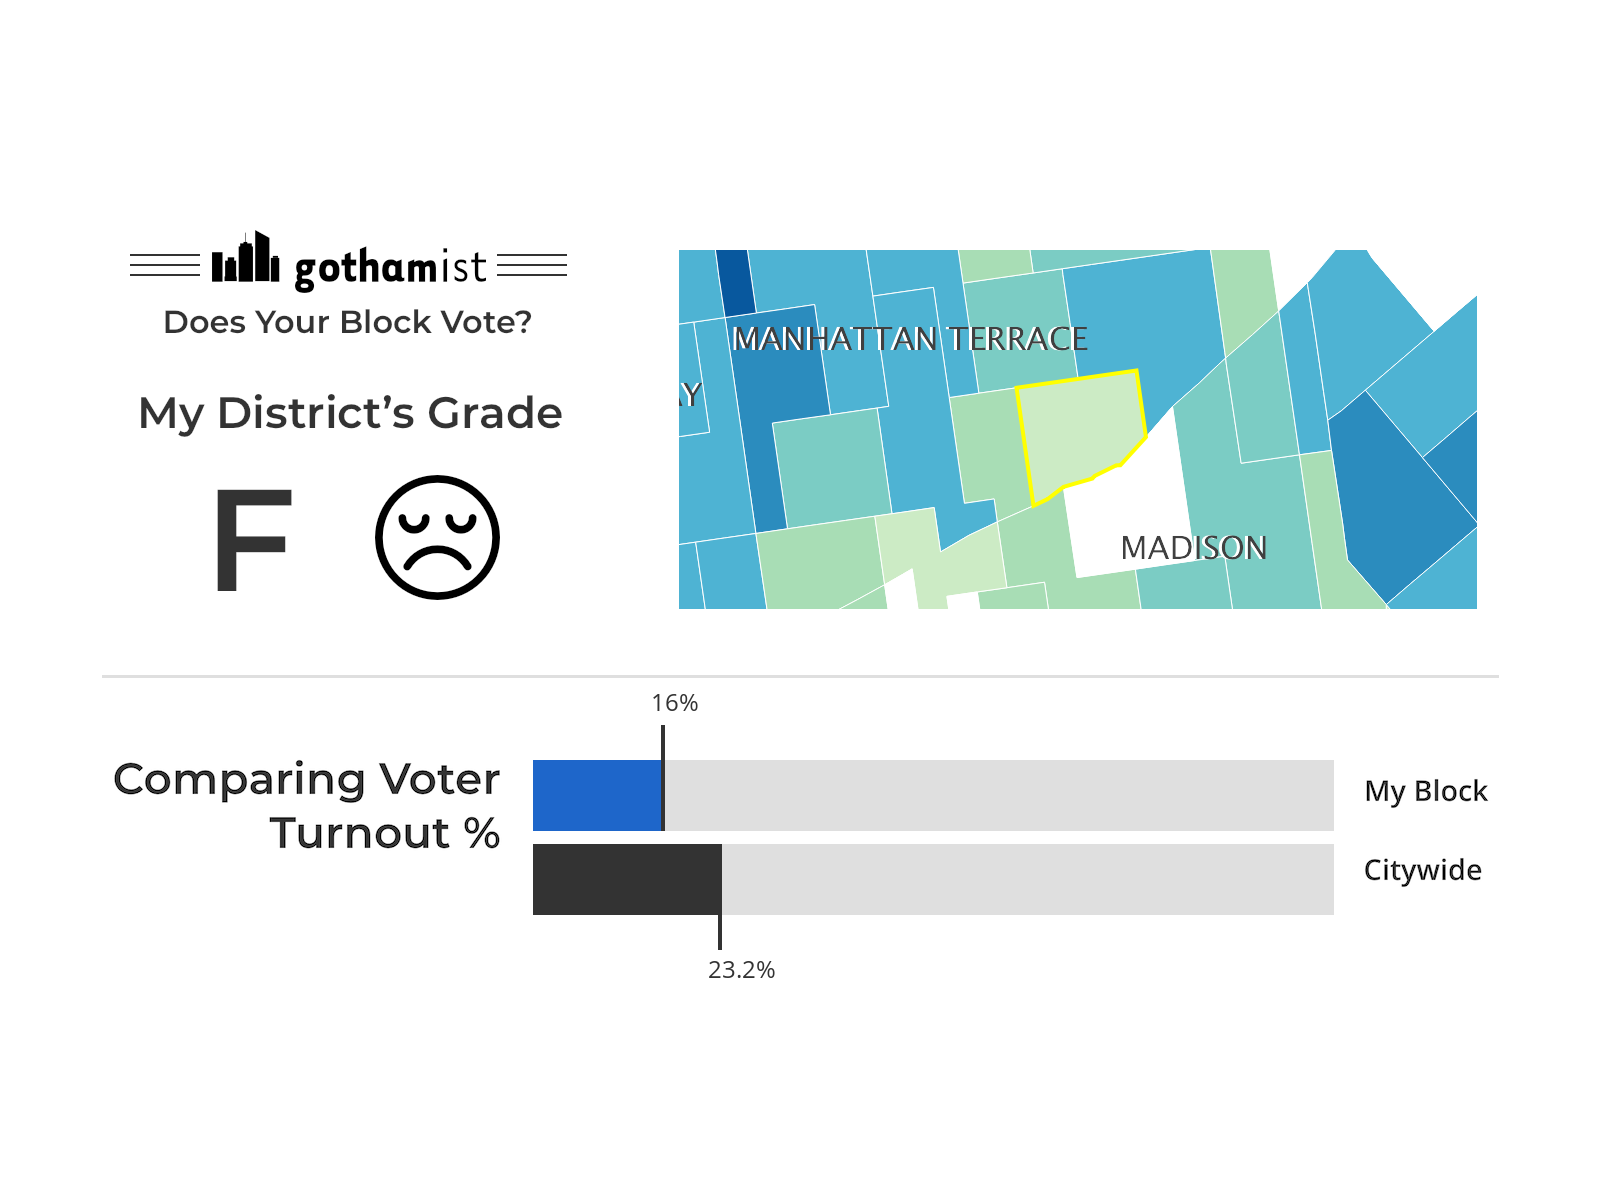 gothamist
Does Your Block Vote?
My District’s Grade
F
MANHATTAN TERRACE
AY
MADISON
16%
Comparing Voter
Turnout %
My Block
Citywide
23.2%